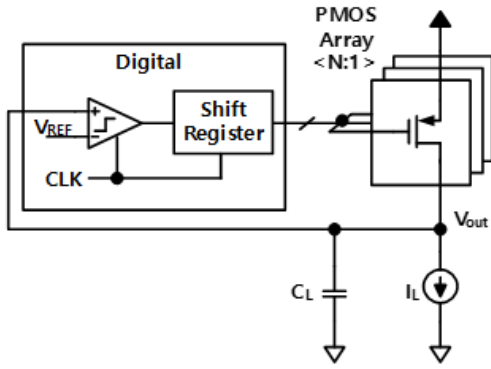 PMOS
Array
<N:1>
Digital
Shift
Register
+
VREF
−
CLK
Vout
CL
IL